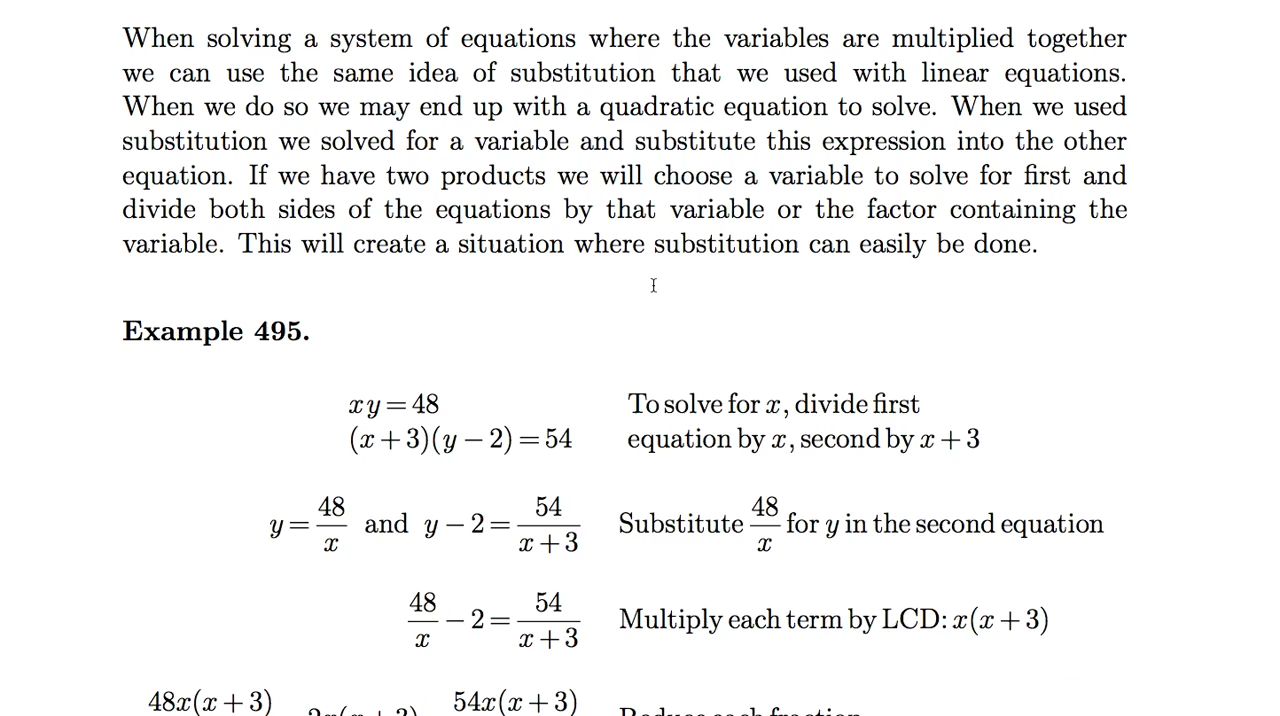 When solving a system of equations where the variables are multiplied together
we can use the same idea of substitution that we used with linear equations.
When we do so we may end up with a quadratic equation to solve. When we used
substitution we solved for a variable and substitute this expression into the other
equation. If we have two products we will choose a variable to solve for first and
divide both sides of the equations by that variable or the factor containing the
variable. This will create a situation where substitution can easily be done.
Example 495.
xy = 48 To solve for x, divide first
(x + 3)(y − 2) = 54 equation by x, second by x + 3
y = 48/x and y − 2 = 54/(x + 3) Substitute 48/x for y in the second equation
48/x − 2 = 54/(x + 3) Multiply each term by LCD: x(x + 3)
48x(x + 3) 54x(x + 3)